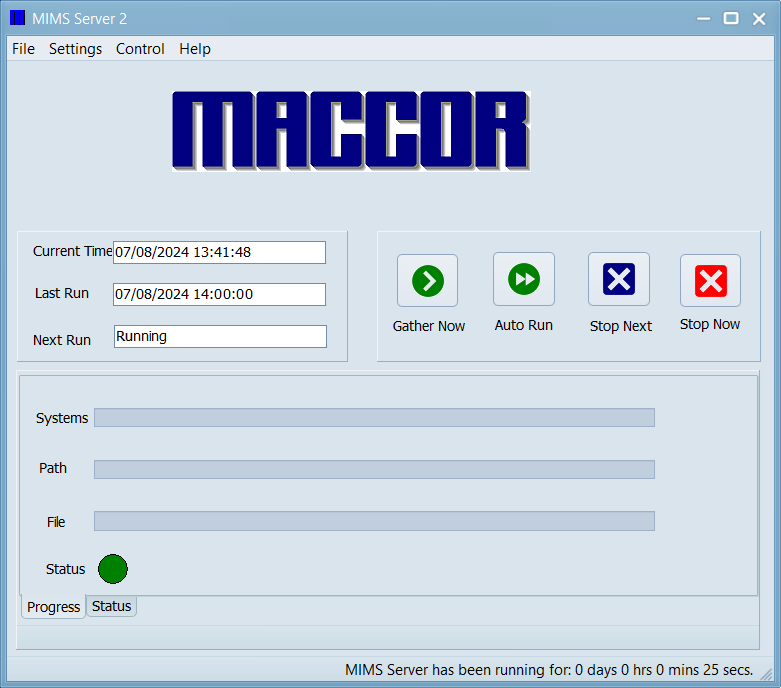 MIMS Server 2
File Settings Control Help
MACCOR
Current Time 07/08/2024 13:41:48
Last Run 07/08/2024 14:00:00
Next Run Running
Gather Now Auto Run Stop Next Stop Now
Systems
Path
File
Status
Progress Status
MIMS Server has been running for: 0 days 0 hrs 0 mins 25 secs.